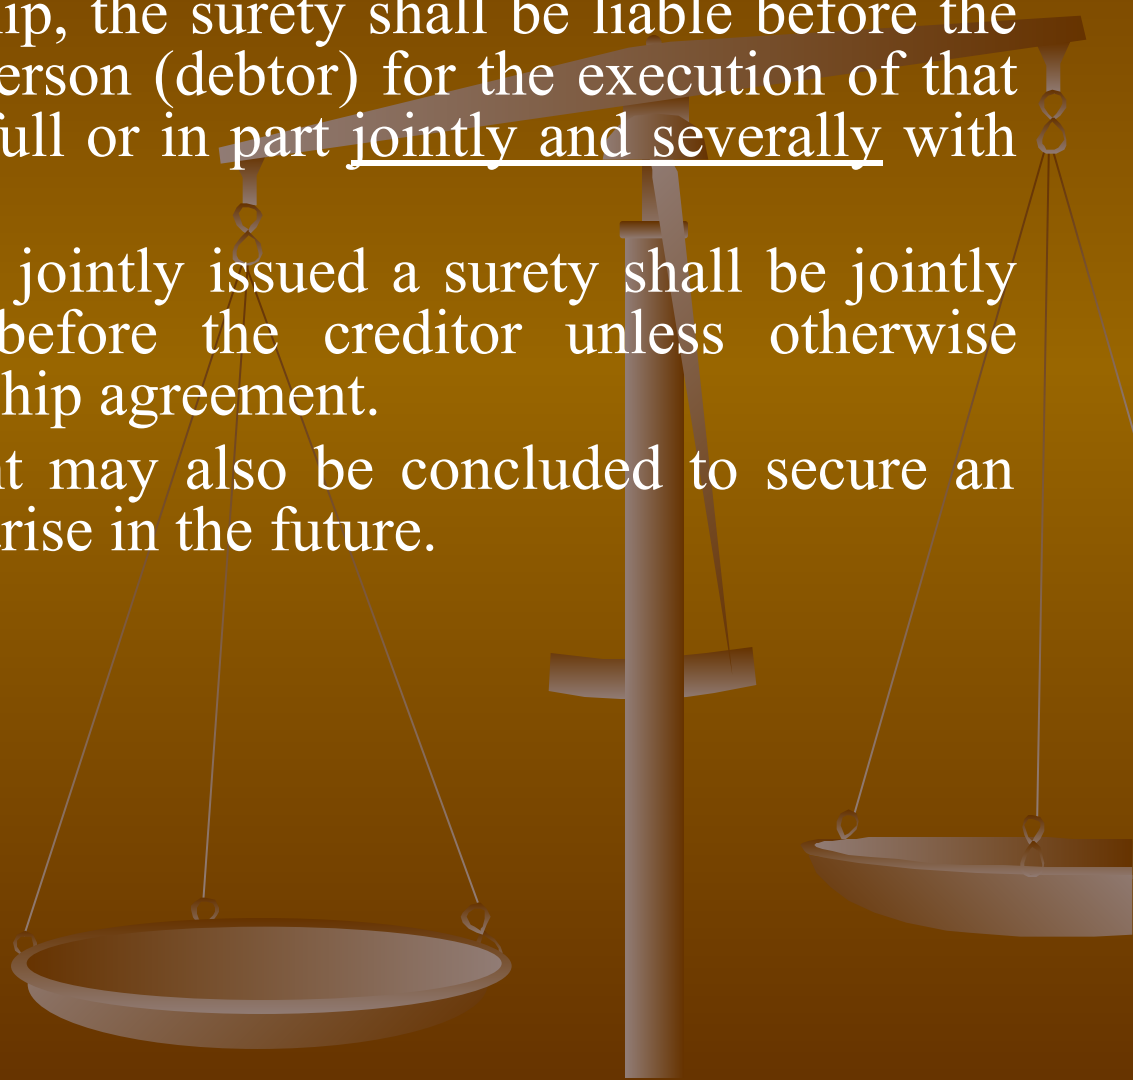 ip, the surety shall be liable before the
erson (debtor) for the execution of that
full or in part jointly and severally with
jointly issued a surety shall be jointly
before the creditor unless otherwise
hip agreement.
nt may also be concluded to secure an
rise in the future.